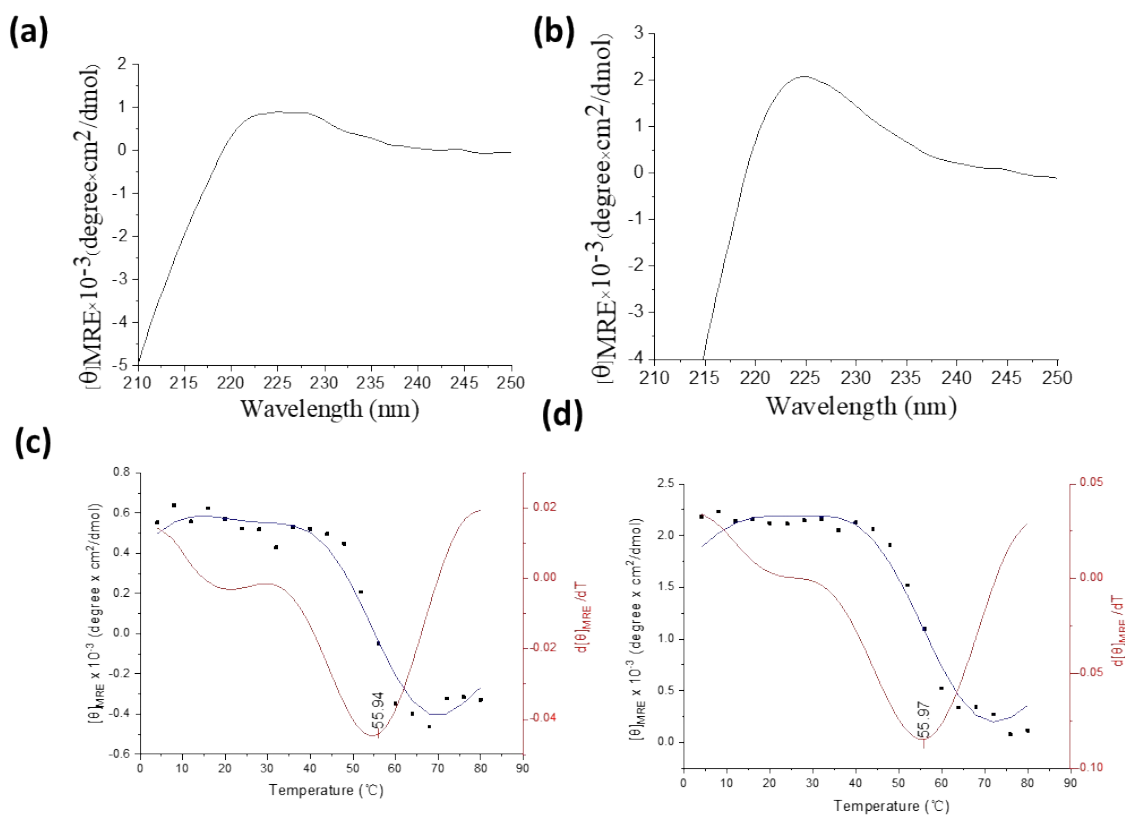 (a)
2
1
0
-1
-2
-3
-4
-5
[θ]MRE×10⁻³(degree×cm²/dmol)
210 215 220 225 230 235 240 245 250
Wavelength (nm)
(b)
3
2
1
0
-1
-2
-3
-4
[θ]MRE×10⁻³(degree×cm²/dmol)
210 215 220 225 230 235 240 245 250
Wavelength (nm)
(c)
0.8
0.6
0.4
0.2
0.0
-0.2
-0.4
-0.6
[θ]MRE x 10⁻³ (degree x cm²/dmol)
55.94
0.02
0.00
-0.02
-0.04
d[θ]MRE /dT
0 10 20 30 40 50 60 70 80 90
Temperature (℃)
(d)
2.5
2.0
1.5
1.0
0.5
0.0
[θ]MRE x 10⁻³ (degree x cm²/dmol)
55.97
0.05
0.00
-0.05
-0.10
d[θ]MRE /dT
0 10 20 30 40 50 60 70 80 90
Temperature (℃)